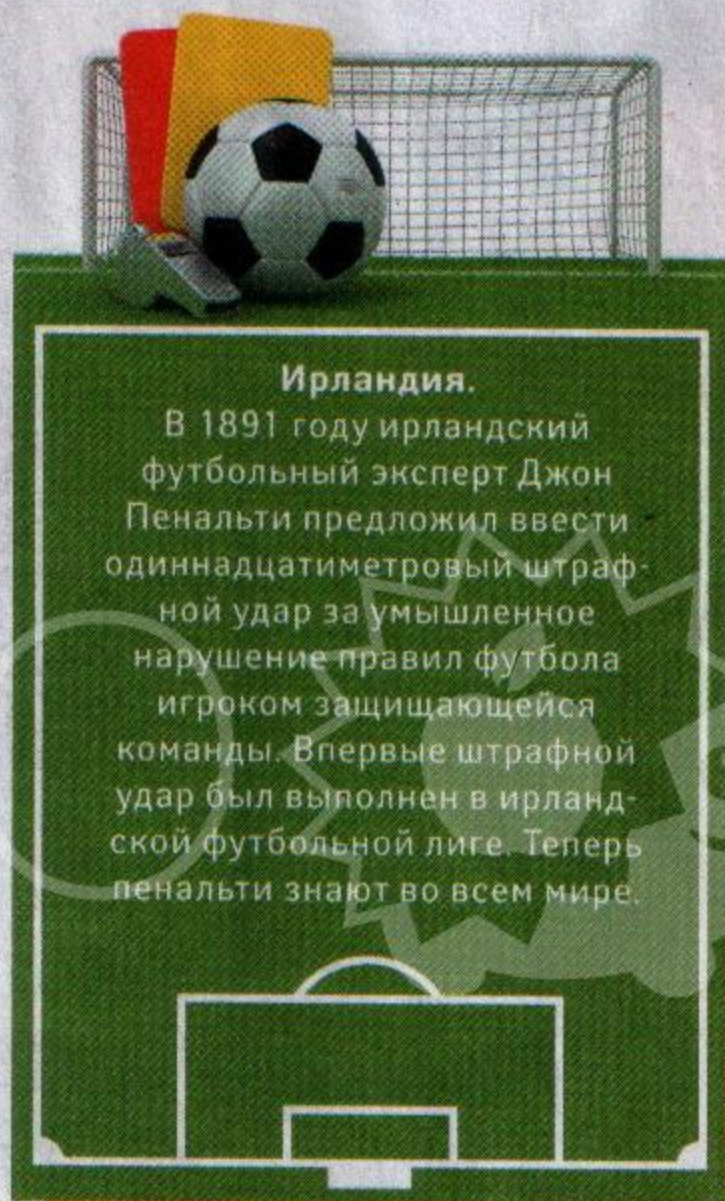 Ирландия.
В 1891 году ирландский
футбольный эксперт Джон
Пенальти предложил ввести
одиннадцатиметровый штраф-
ной удар за умышленное
нарушение правил футбола
игроком защищающейся
команды. Впервые штрафной
удар был выполнен в ирланд-
ской футбольной лиге. Теперь
пенальти знают во всем мире.